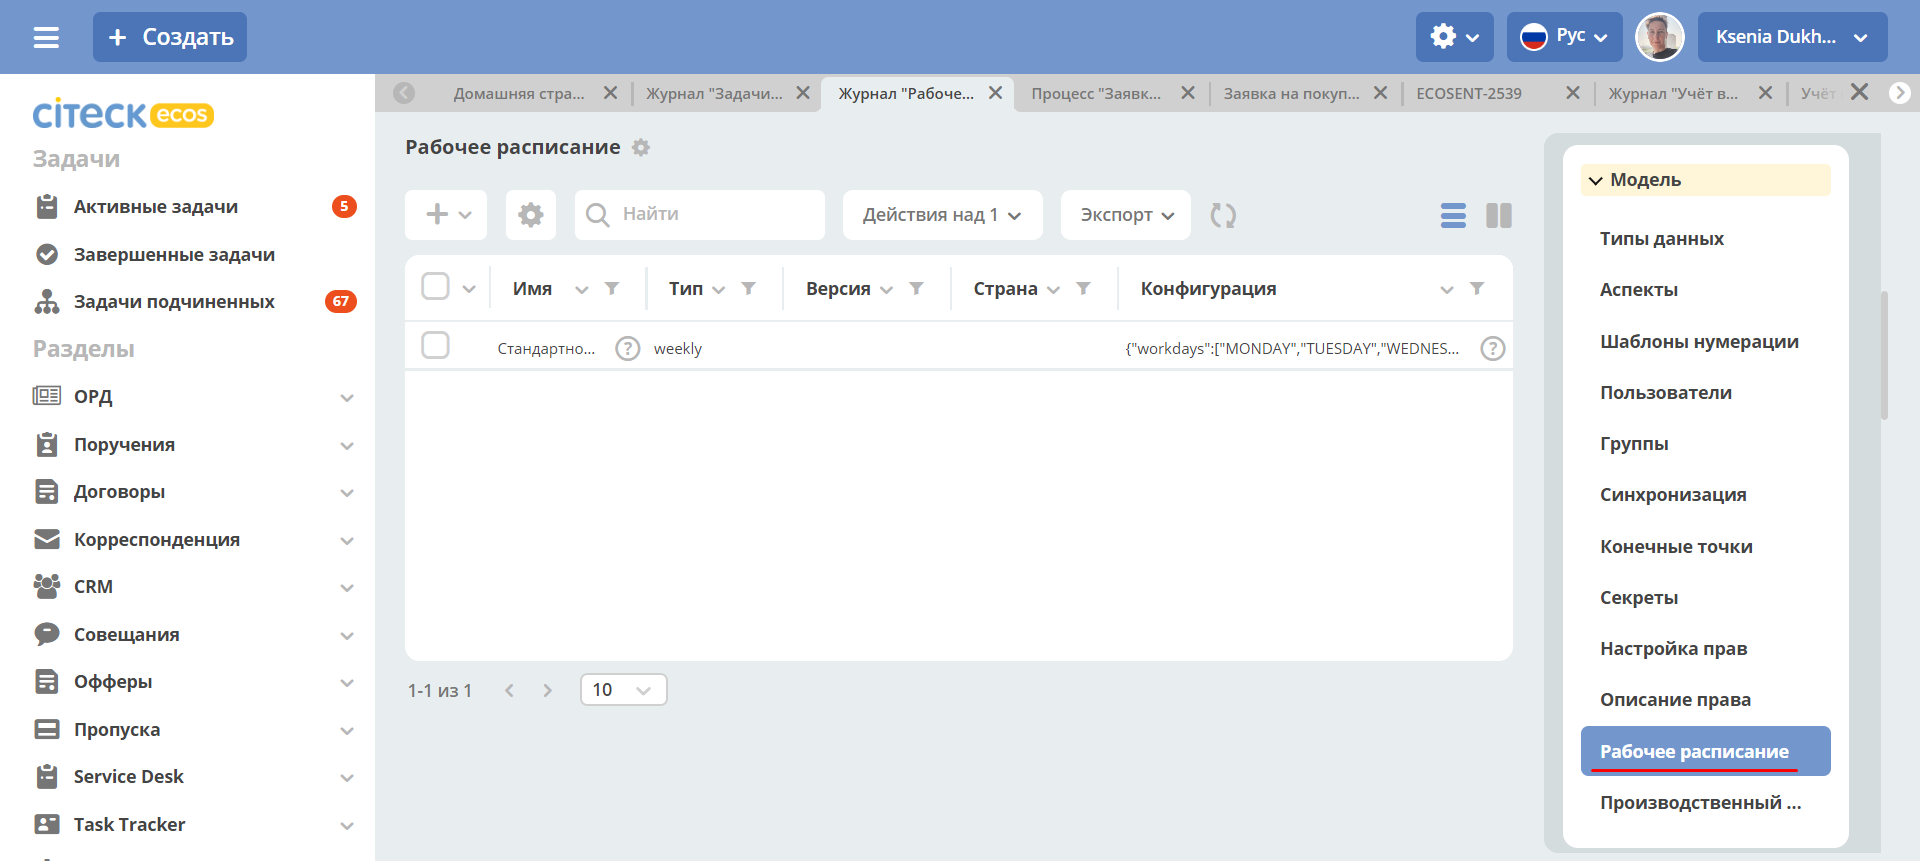 + Создать
Рус
Ksenia Dukh...
citeck ecos
Домашняя стра...
Журнал "Задачи...
Журнал "Рабоче...
Процесс "Заявк...
Заявка на покуп...
ECOSENT-2539
Журнал "Учёт в...
Учёт
Задачи
Активные задачи
5
Завершенные задачи
Задачи подчиненных
67
Разделы
ОРД
Поручения
Договоры
Корреспонденция
CRM
Совещания
Офферы
Пропуска
Service Desk
Task Tracker
Рабочее расписание
Найти
Действия над 1
Экспорт
Имя
Тип
Версия
Страна
Конфигурация
Стандартно...
?
weekly
{"workdays":["MONDAY","TUESDAY","WEDNES...
?
1-1 из 1
10
Модель
Типы данных
Аспекты
Шаблоны нумерации
Пользователи
Группы
Синхронизация
Конечные точки
Секреты
Настройка прав
Описание права
Рабочее расписание
Производственный ...